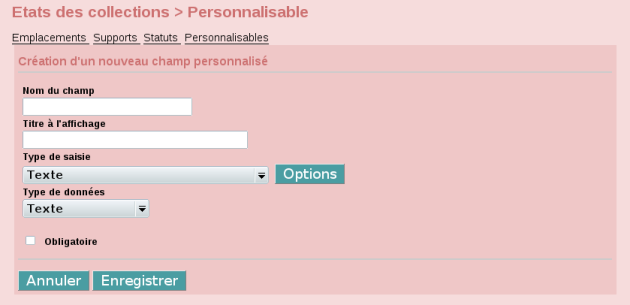 Etats des collections > Personnalisable
Emplacements Supports Statuts Personnalisables
Création d'un nouveau champ personnalisé
Nom du champ
Titre à l'affichage
Type de saisie
Texte Options
Type de données
Texte
Obligatoire
Annuler Enregistrer